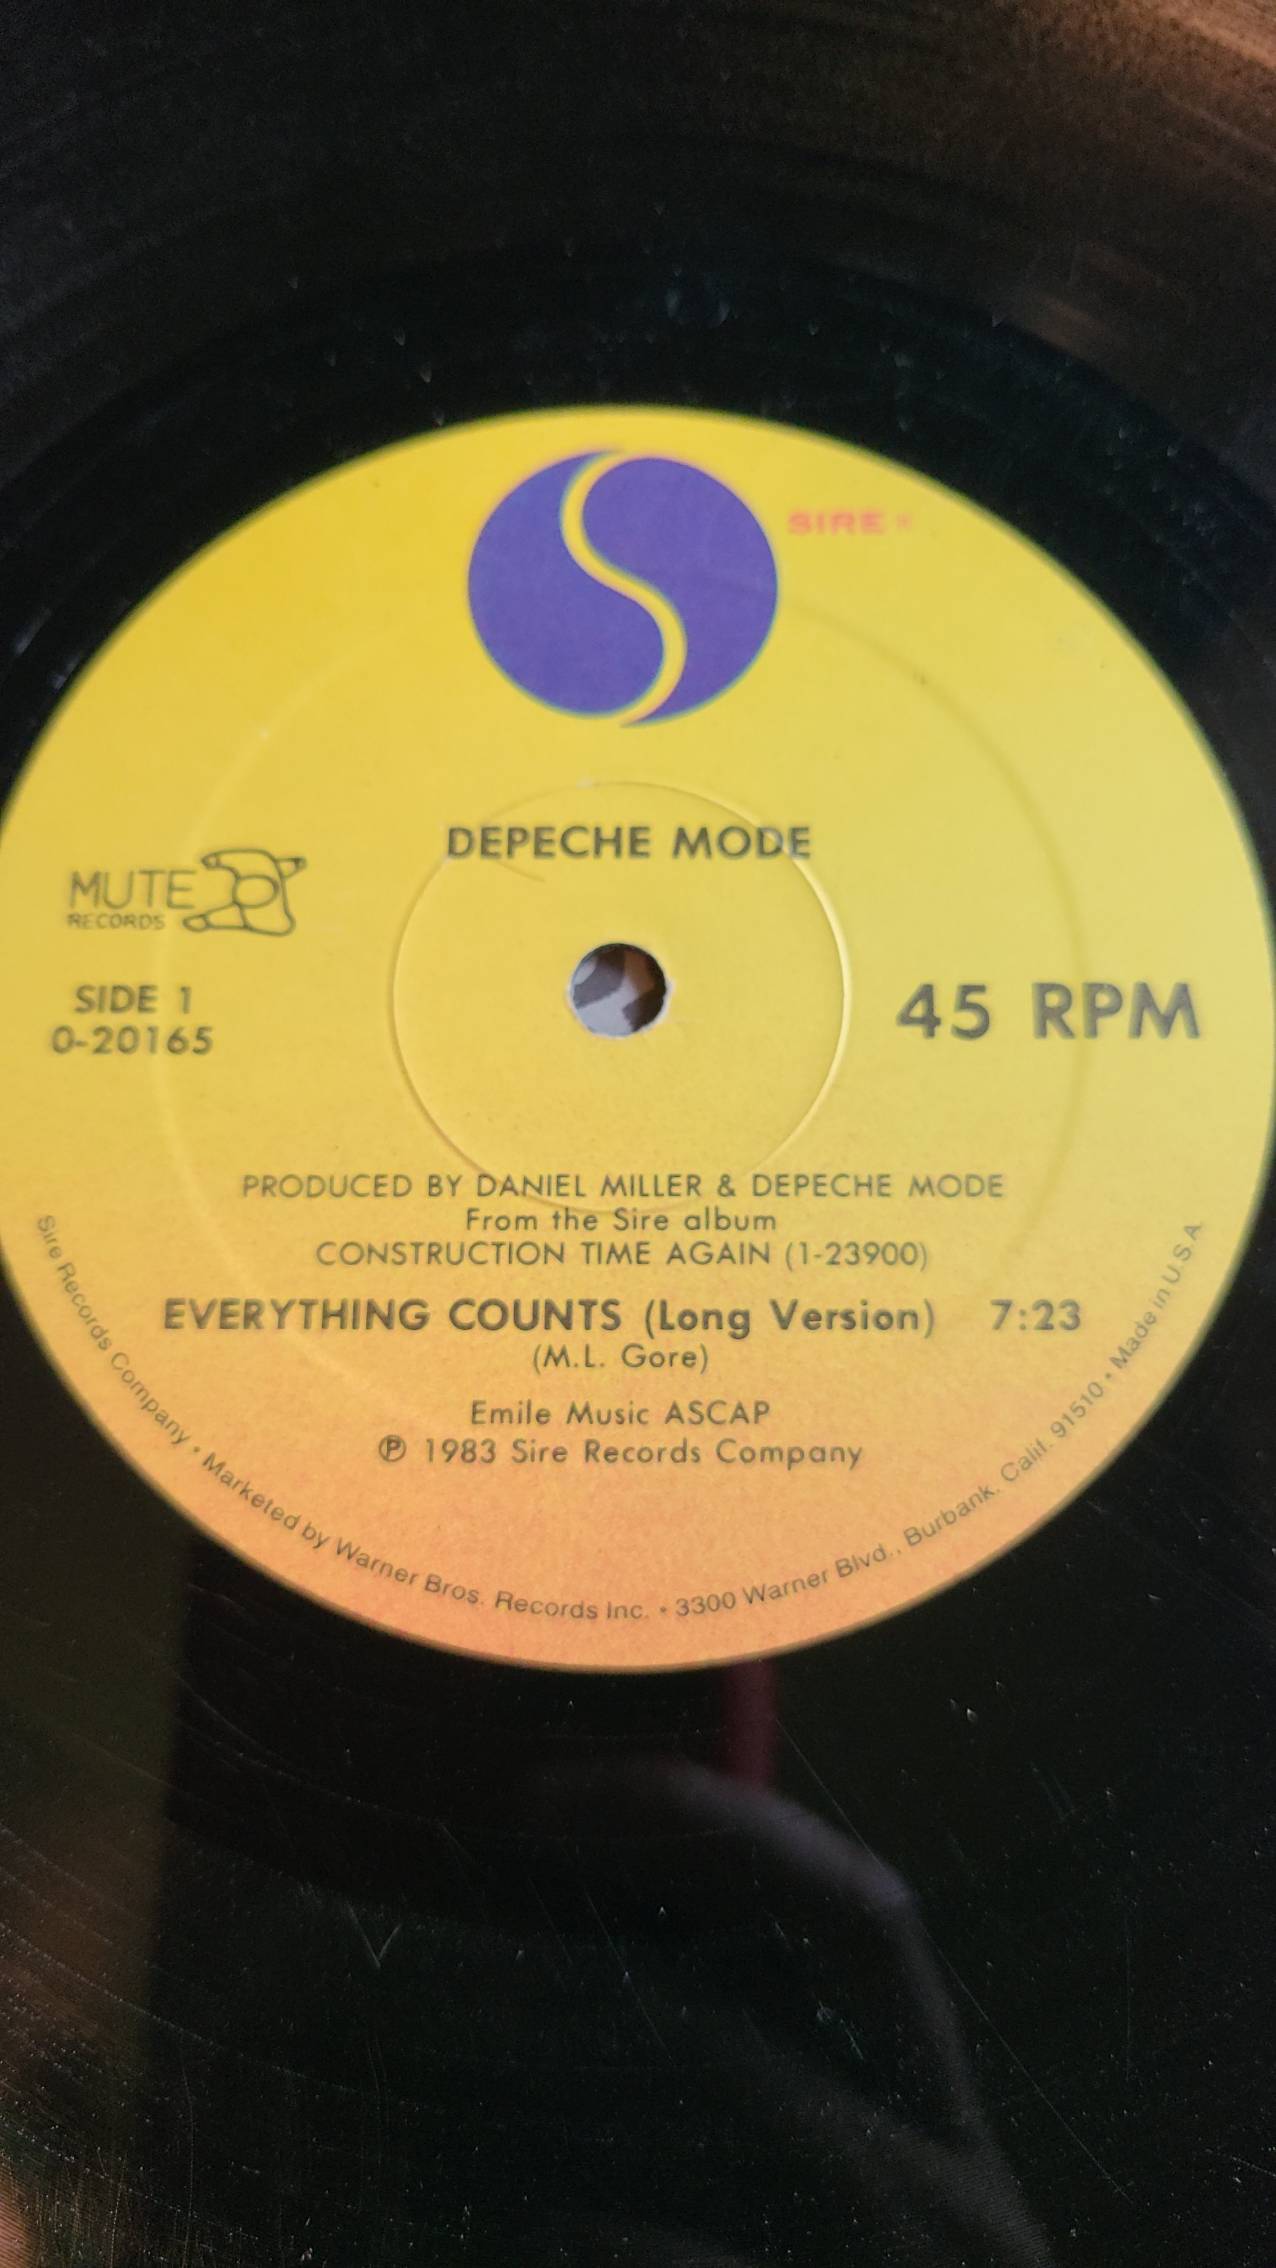 SIRE
DEPECHE MODE
MUTE
RECORDS
SIDE 1
0-20165
45 RPM
PRODUCED BY DANIEL MILLER & DEPECHE MODE
From the Sire album
CONSTRUCTION TIME AGAIN (1-23900)
EVERYTHING COUNTS (Long Version) 7:23
(M.L. Gore)
Emile Music ASCAP
℗ 1983 Sire Records Company
Sire Records Company • Marketed by Warner Bros. Records Inc. • 3300 Warner Blvd., Burbank, Calif. 91510 • Made in U.S.A.